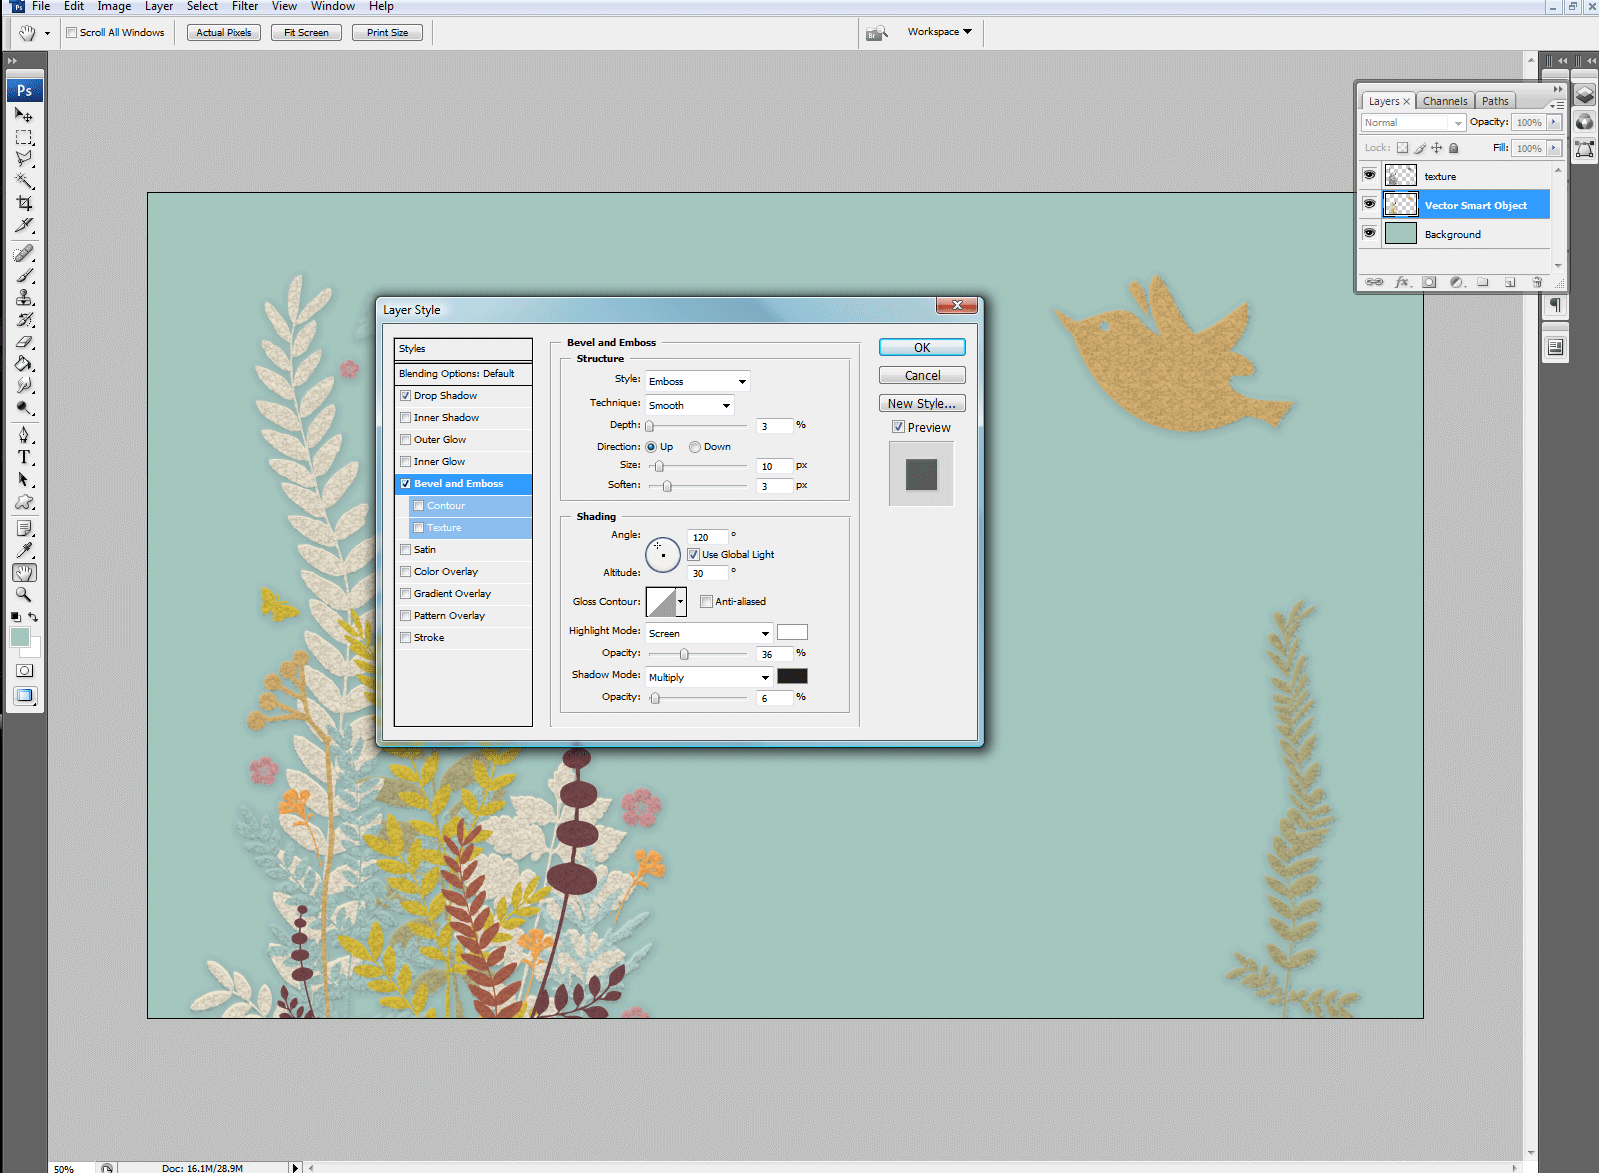 Ps File Edit Image Layer Select Filter View Window Help
Scroll All Windows Actual Pixels Fit Screen Print Size Br Workspace
Ps
Layers × Channels Paths
Normal Opacity: 100%
Lock: Fill: 100%
texture
Vector Smart Object
Background
fx
Layer Style
Styles
Blending Options: Default
Drop Shadow
Inner Shadow
Outer Glow
Inner Glow
Bevel and Emboss
Contour
Texture
Satin
Color Overlay
Gradient Overlay
Pattern Overlay
Stroke
Bevel and Emboss
Structure
Style: Emboss
Technique: Smooth
Depth: 3 %
Direction: Up Down
Size: 10 px
Soften: 3 px
Shading
Angle: 120 °
Use Global Light
Altitude: 30 °
Gloss Contour: Anti-aliased
Highlight Mode: Screen
Opacity: 36 %
Shadow Mode: Multiply
Opacity: 6 %
OK
Cancel
New Style...
Preview
T
50% Doc: 16.1M/28.9M